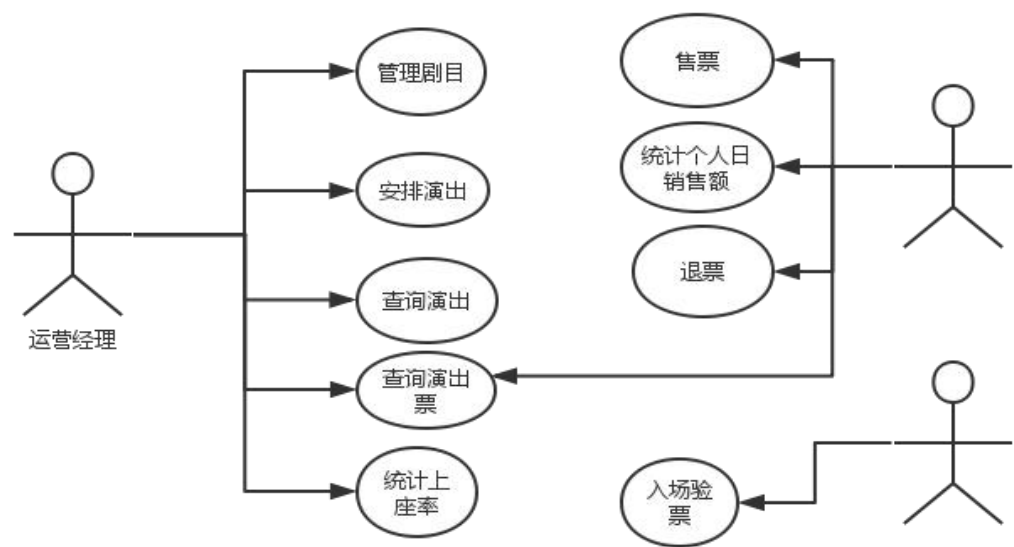 管理剧目
安排演出
查询演出
查询演出
票
统计上
座率
运营经理
售票
统计个人日
销售额
退票
入场验
票